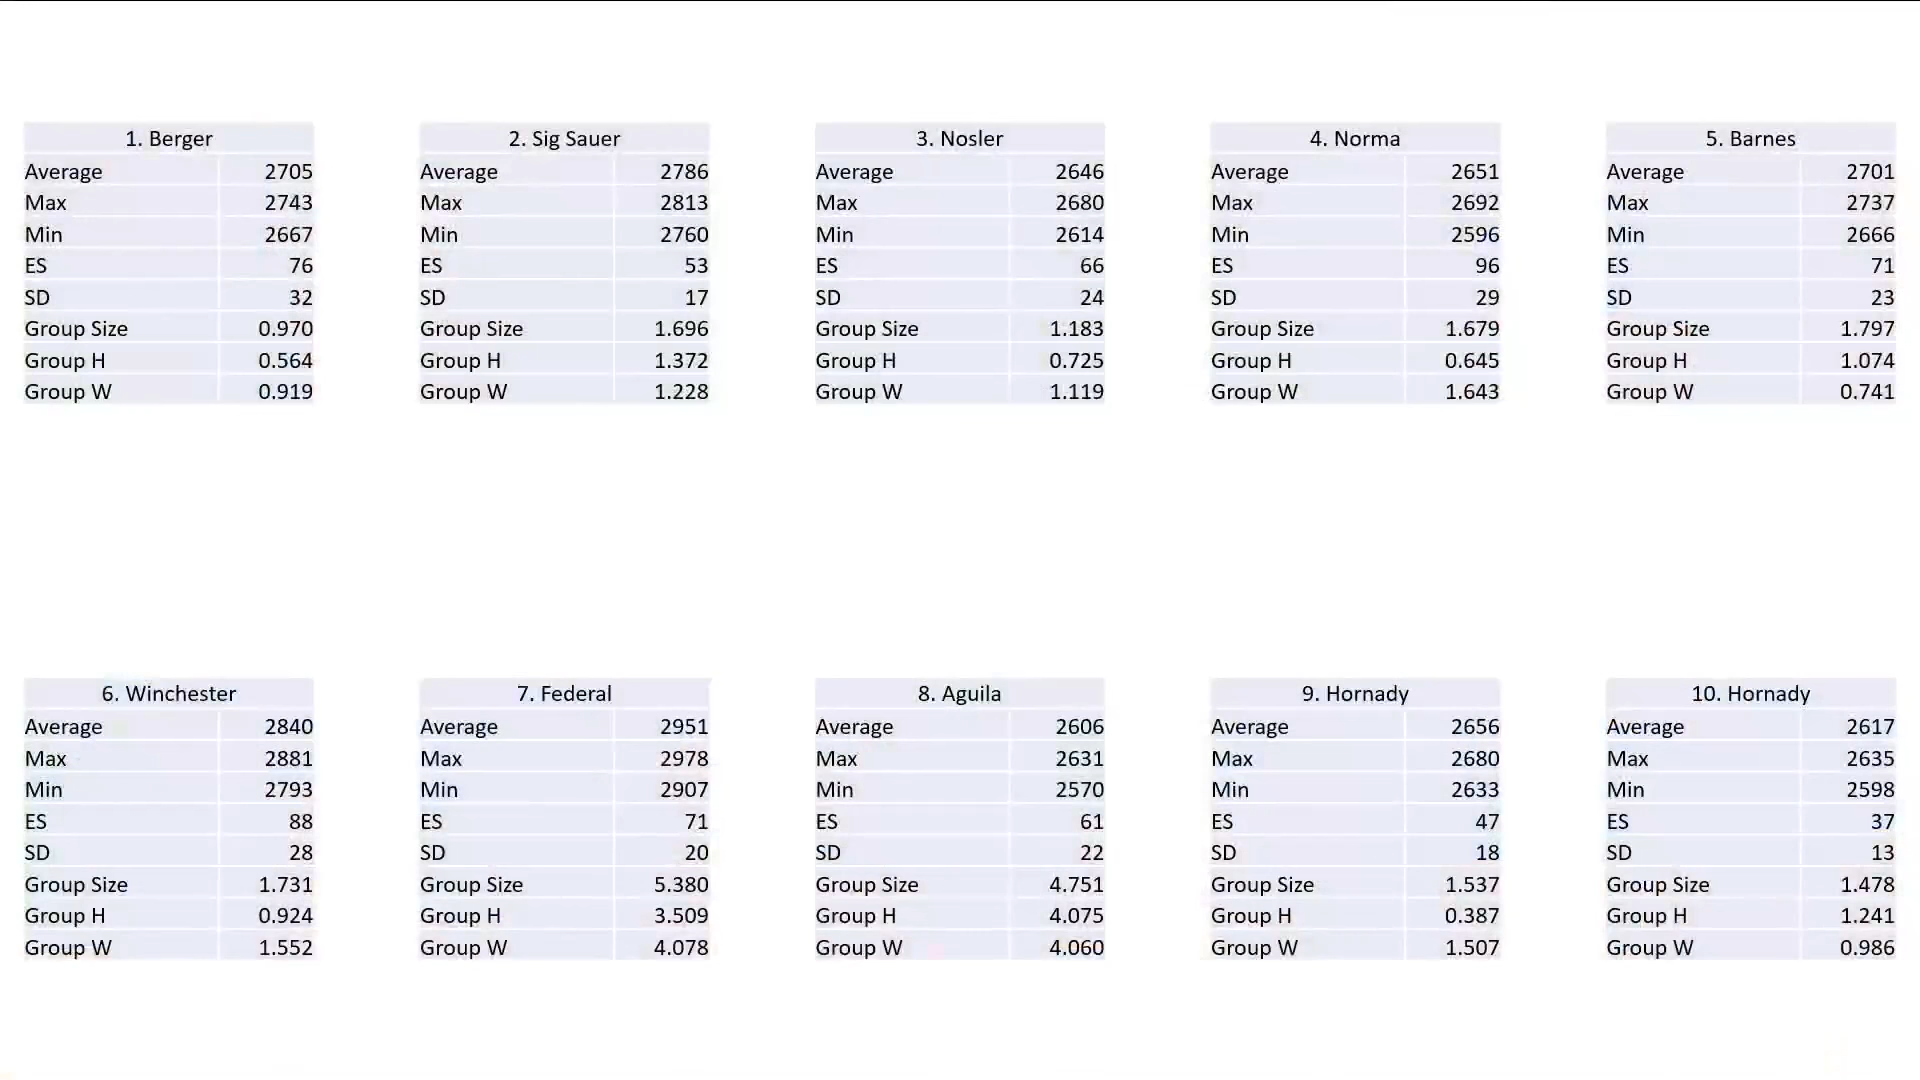 1. Berger
Average 2705
Max 2743
Min 2667
ES 76
SD 32
Group Size 0.970
Group H 0.564
Group W 0.919
2. Sig Sauer
Average 2786
Max 2813
Min 2760
ES 53
SD 17
Group Size 1.696
Group H 1.372
Group W 1.228
3. Nosler
Average 2646
Max 2680
Min 2614
ES 66
SD 24
Group Size 1.183
Group H 0.725
Group W 1.119
4. Norma
Average 2651
Max 2692
Min 2596
ES 96
SD 29
Group Size 1.679
Group H 0.645
Group W 1.643
5. Barnes
Average 2701
Max 2737
Min 2666
ES 71
SD 23
Group Size 1.797
Group H 1.074
Group W 0.741
6. Winchester
Average 2840
Max 2881
Min 2793
ES 88
SD 28
Group Size 1.731
Group H 0.924
Group W 1.552
7. Federal
Average 2951
Max 2978
Min 2907
ES 71
SD 20
Group Size 5.380
Group H 3.509
Group W 4.078
8. Aguila
Average 2606
Max 2631
Min 2570
ES 61
SD 22
Group Size 4.751
Group H 4.075
Group W 4.060
9. Hornady
Average 2656
Max 2680
Min 2633
ES 47
SD 18
Group Size 1.537
Group H 0.387
Group W 1.507
10. Hornady
Average 2617
Max 2635
Min 2598
ES 37
SD 13
Group Size 1.478
Group H 1.241
Group W 0.986